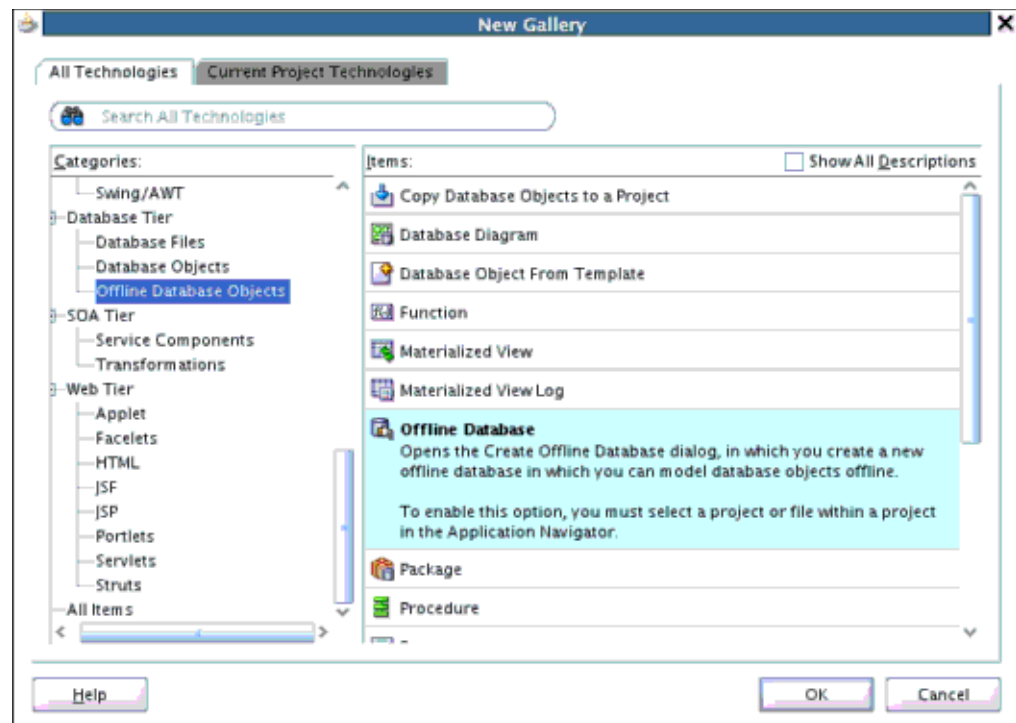 New Gallery
All Technologies
Current Project Technologies
Search All Technologies
Categories:
Swing/AWT
Database Tier
Database Files
Database Objects
Offline Database Objects
SOA Tier
Service Components
Transformations
Web Tier
Applet
Facelets
HTML
JSF
JSP
Portlets
Servlets
Struts
All Items
Items:
Show All Descriptions
Copy Database Objects to a Project
Database Diagram
Database Object From Template
Function
Materialized View
Materialized View Log
Offline Database
Opens the Create Offline Database dialog, in which you create a new
offline database in which you can model database objects offline.
To enable this option, you must select a project or file within a project
in the Application Navigator.
Package
Procedure
Help
OK
Cancel